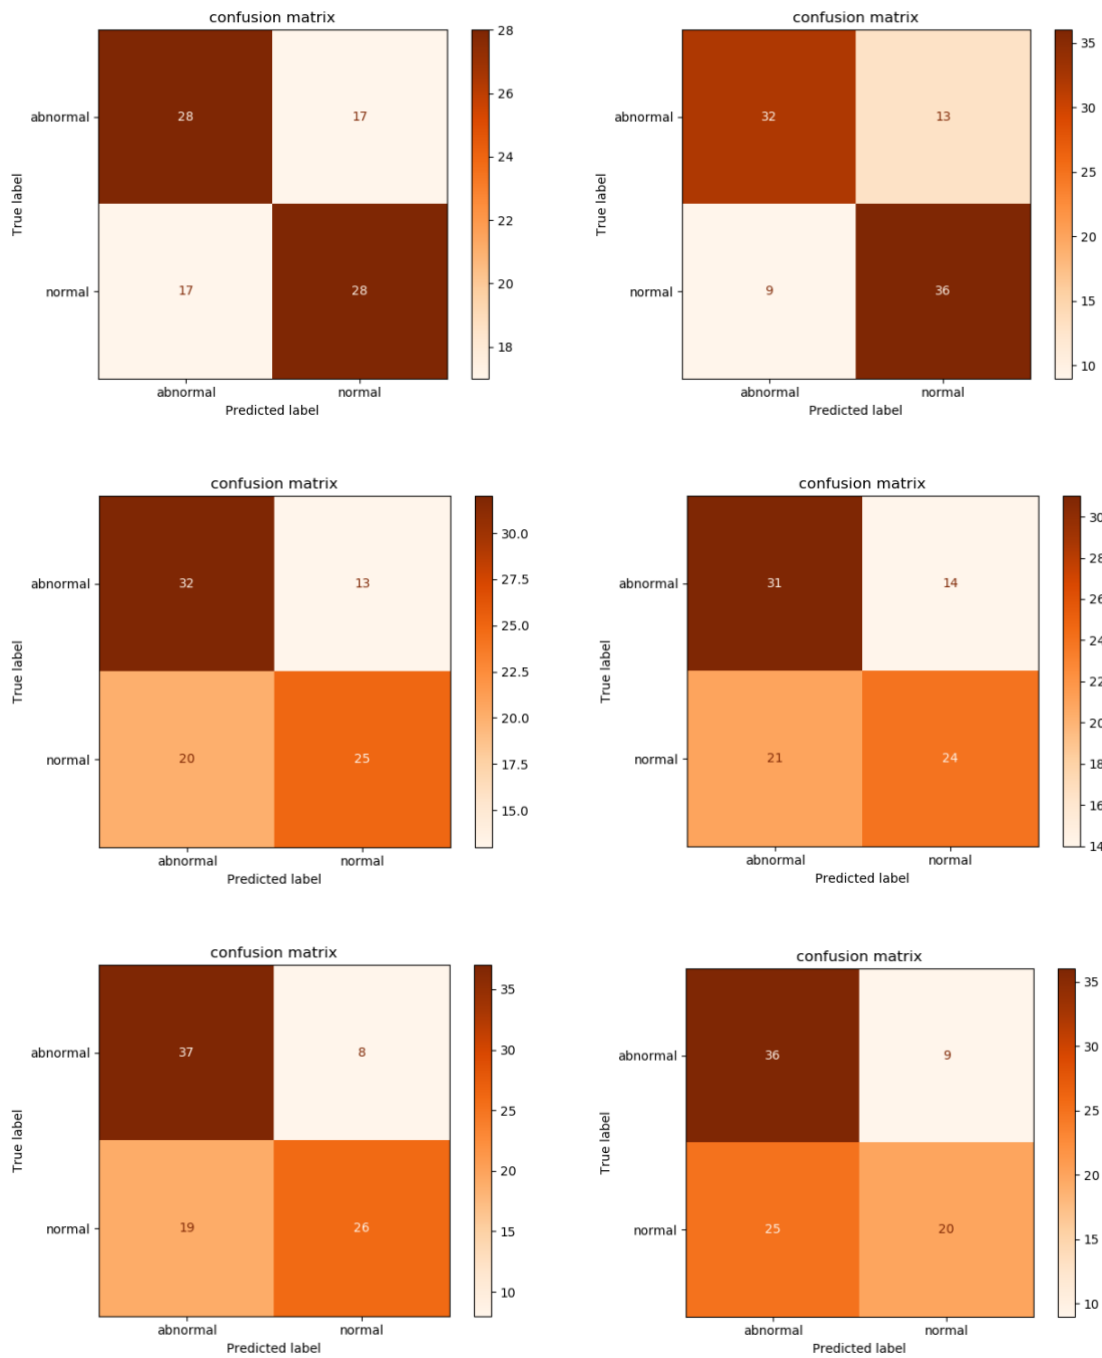 confusion matrix
abnormal
28
17
normal
17
28
abnormal
normal
Predicted label
True label
28
26
24
22
20
18
confusion matrix
abnormal
32
13
normal
9
36
abnormal
normal
Predicted label
True label
35
30
25
20
15
10
confusion matrix
abnormal
32
13
normal
20
25
abnormal
normal
Predicted label
True label
30.0
27.5
25.0
22.5
20.0
17.5
15.0
confusion matrix
abnormal
31
14
normal
21
24
abnormal
normal
Predicted label
True label
30
28
26
24
22
20
18
16
14
confusion matrix
abnormal
37
8
normal
19
26
abnormal
normal
Predicted label
True label
35
30
25
20
15
10
confusion matrix
abnormal
36
9
normal
25
20
abnormal
normal
Predicted label
True label
35
30
25
20
15
10